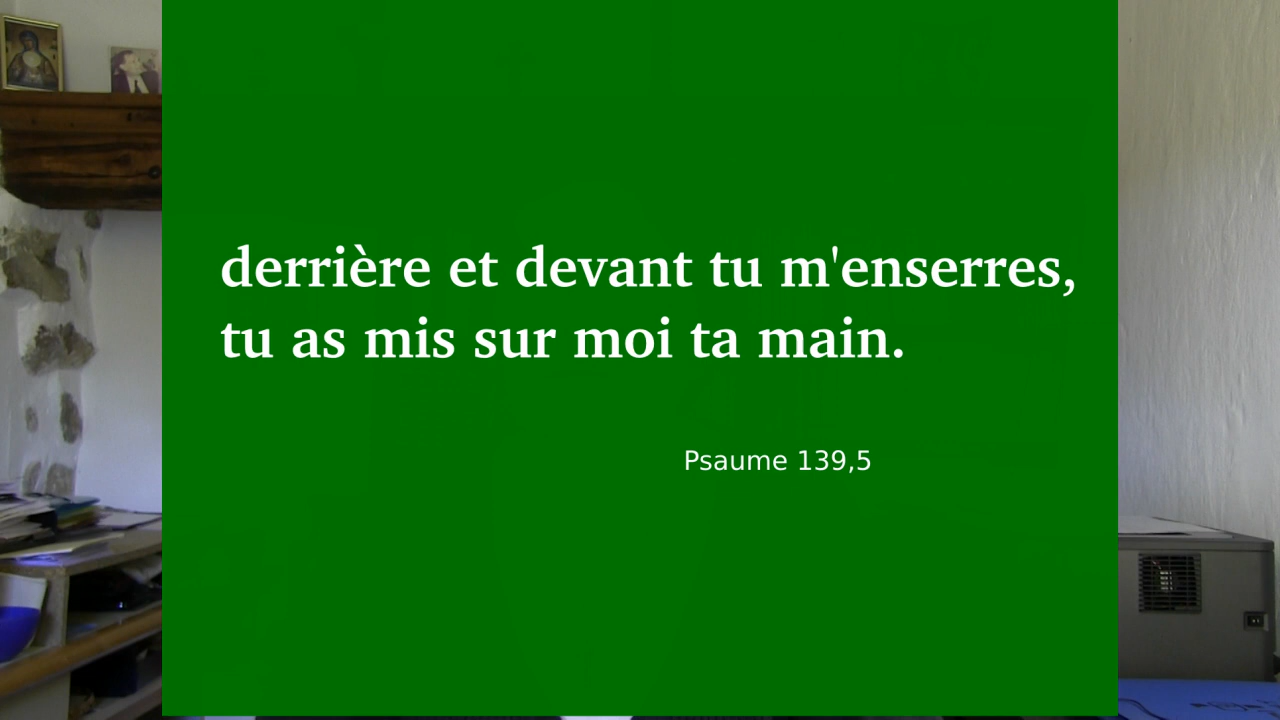 derrière et devant tu m'enserres,
tu as mis sur moi ta main.
Psaume 139,5